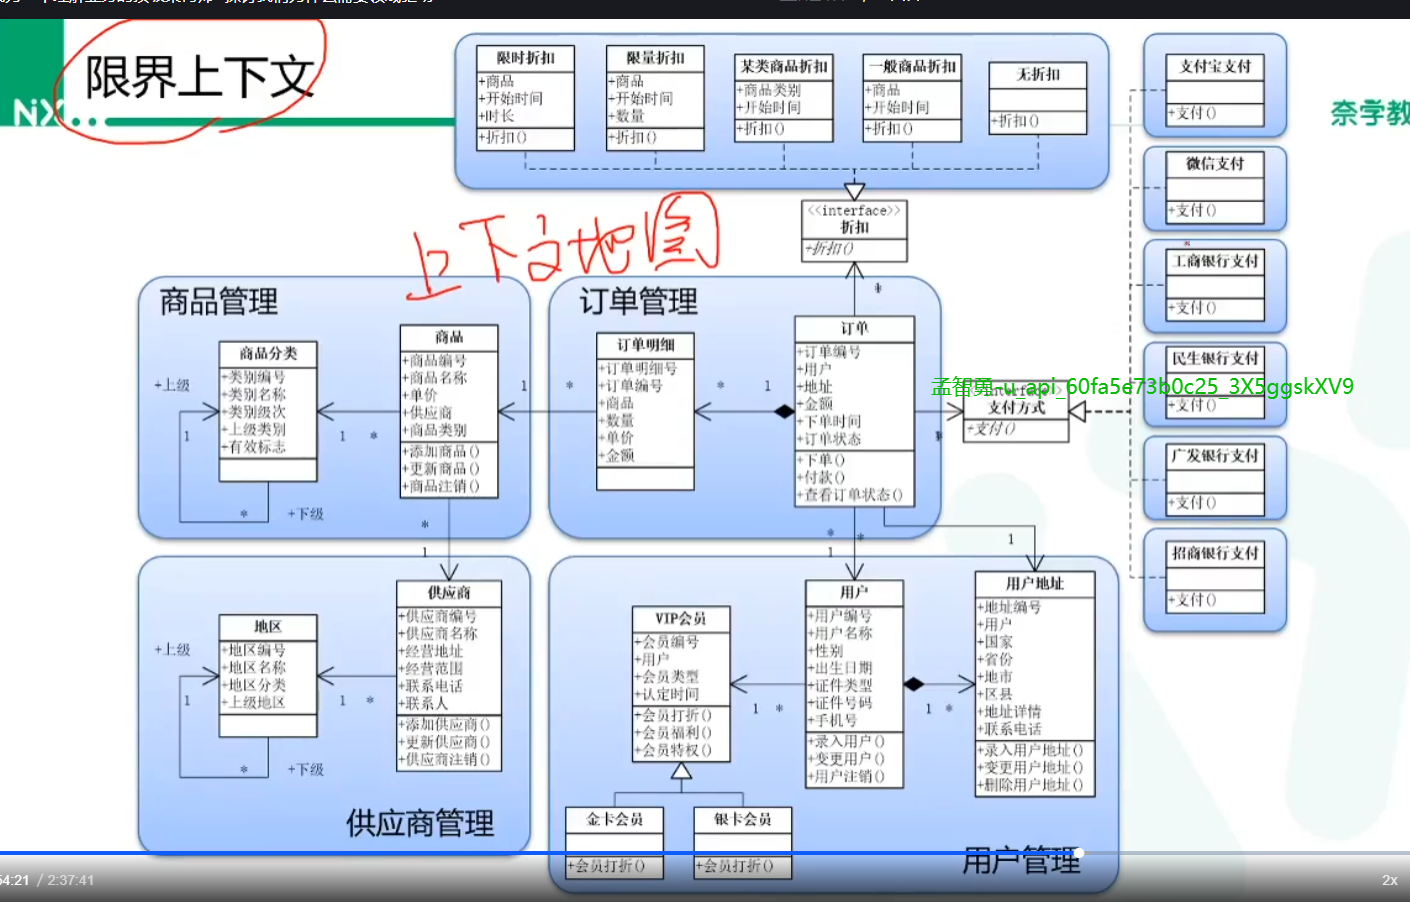 限界上下文
NiX
奈学教
上下文地图
限时折扣
+商品
+开始时间
+时长
+折扣()
限量折扣
+商品
+开始时间
+数量
+折扣()
某类商品折扣
+商品类别
+开始时间
+折扣()
一般商品折扣
+商品
+开始时间
+折扣()
无折扣
+折扣()
<<interface>>
折扣
+折扣()
支付宝支付
+支付()
微信支付
+支付()
工商银行支付
+支付()
民生银行支付
+支付()
广发银行支付
+支付()
招商银行支付
+支付()
商品管理
商品分类
+类别编号
+类别名称
+类别级次
+上级类别
+有效标志
+上级
1
*
+下级
1
*
商品
+商品编号
+商品名称
+单价
+供应商
+商品类别
+添加商品()
+更新商品()
+商品注销()
1
*
订单管理
订单明细
+订单明细号
+订单编号
+商品
+数量
+单价
+金额
*
1
订单
+订单编号
+用户
+地址
+金额
+下单时间
+订单状态
+下单()
+付款()
+查看订单状态()
*
孟智勇-u_api_60fa5e73b0c25_3X5ggskXV9
支付方式
+支付()
*
1
*
1
*
1
供应商管理
地区
+地区编号
+地区名称
+地区分类
+上级地区
+上级
1
*
+下级
1
*
供应商
+供应商编号
+供应商名称
+经营地址
+经营范围
+联系电话
+联系人
+添加供应商()
+更新供应商()
+供应商注销()
用户管理
VIP会员
+会员编号
+用户
+会员类型
+认定时间
+会员打折()
+会员福利()
+会员特权()
金卡会员
+会员打折()
银卡会员
+会员打折()
1
*
用户
+用户编号
+用户名称
+性别
+出生日期
+证件类型
+证件号码
+手机号
+录入用户()
+变更用户()
+用户注销()
1
*
用户地址
+地址编号
+用户
+国家
+省份
+地市
+区县
+地址详情
+联系电话
+录入用户地址()
+变更用户地址()
+删除用户地址()
54:21 / 2:37:41
2x